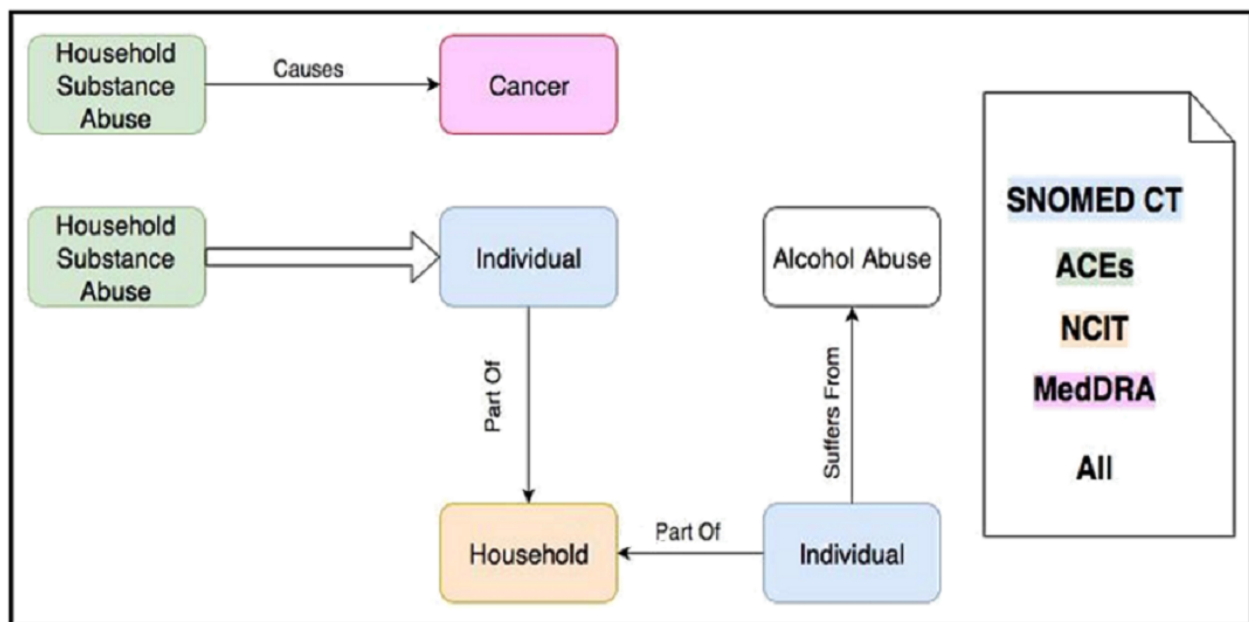 Household
Substance
Abuse
Causes
Cancer
Household
Substance
Abuse
Individual
Alcohol Abuse
Part Of
Suffers From
Household
Part Of
Individual
SNOMED CT
ACEs
NCIT
MedDRA
All